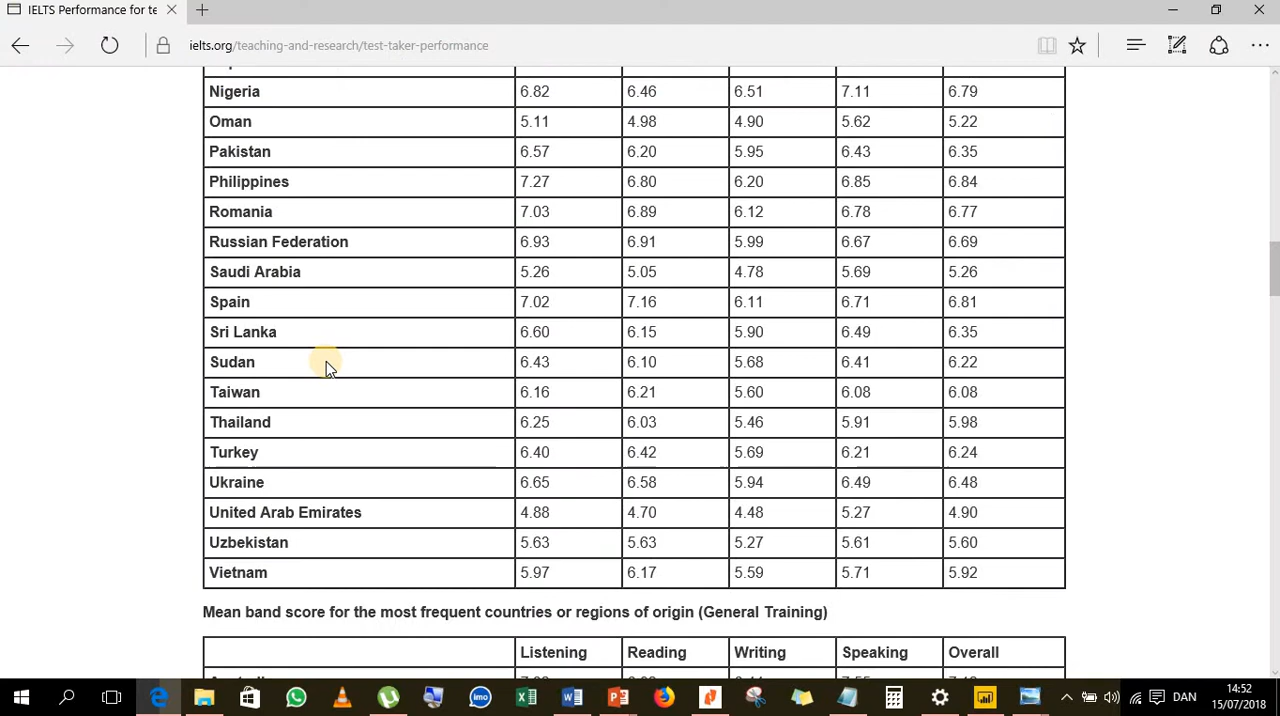 IELTS Performance for te
ielts.org/teaching-and-research/test-taker-performance
Nigeria 6.82 6.46 6.51 7.11 6.79
Oman 5.11 4.98 4.90 5.62 5.22
Pakistan 6.57 6.20 5.95 6.43 6.35
Philippines 7.27 6.80 6.20 6.85 6.84
Romania 7.03 6.89 6.12 6.78 6.77
Russian Federation 6.93 6.91 5.99 6.67 6.69
Saudi Arabia 5.26 5.05 4.78 5.69 5.26
Spain 7.02 7.16 6.11 6.71 6.81
Sri Lanka 6.60 6.15 5.90 6.49 6.35
Sudan 6.43 6.10 5.68 6.41 6.22
Taiwan 6.16 6.21 5.60 6.08 6.08
Thailand 6.25 6.03 5.46 5.91 5.98
Turkey 6.40 6.42 5.69 6.21 6.24
Ukraine 6.65 6.58 5.94 6.49 6.48
United Arab Emirates 4.88 4.70 4.48 5.27 4.90
Uzbekistan 5.63 5.63 5.27 5.61 5.60
Vietnam 5.97 6.17 5.59 5.71 5.92
Mean band score for the most frequent countries or regions of origin (General Training)
Listening Reading Writing Speaking Overall
imo DAN 14:52
15/07/2018